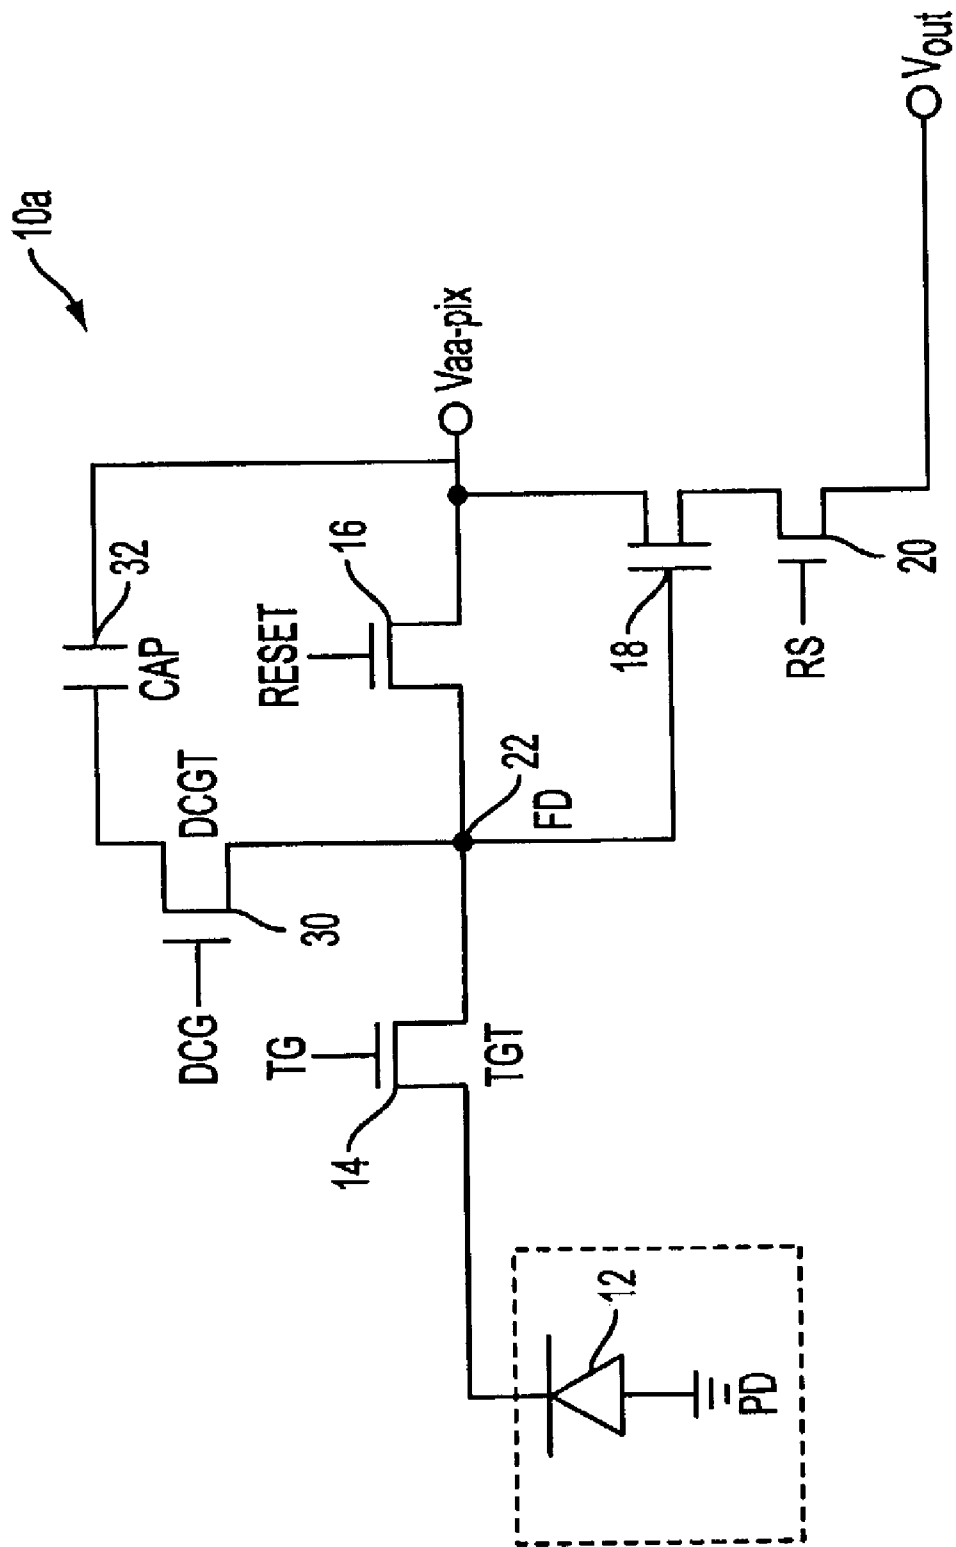 10a
CAP
32
DCGT
DCG
30
RESET
16
Vaa-pix
TG
14
TGT
22
FD
18
RS
20
Vout
12
PD